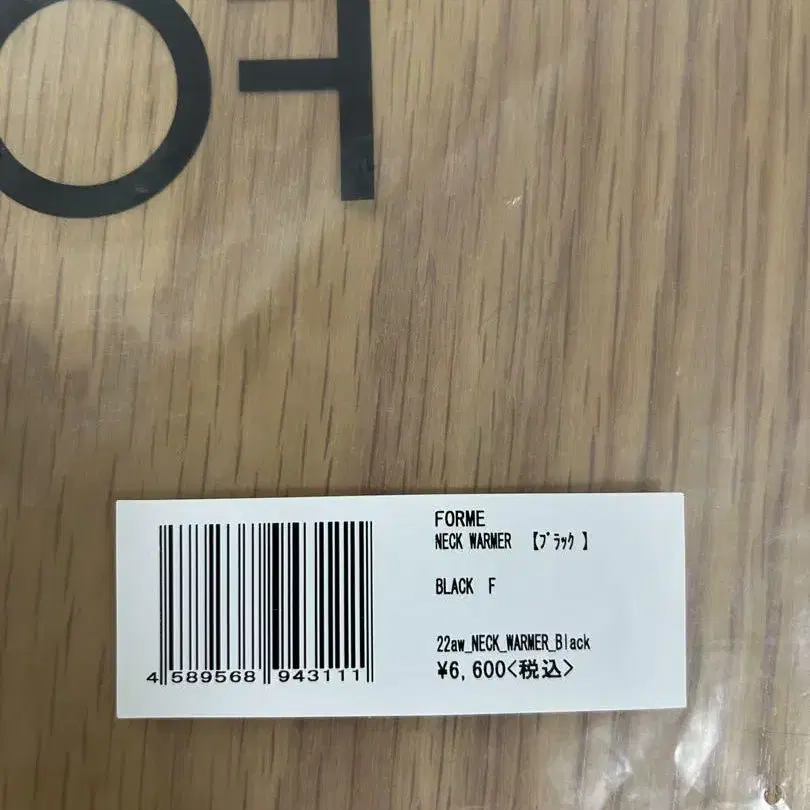 FORME
NECK WARMER 【ﾌﾞﾗｯｸ 】
BLACK F
22aw_NECK_WARMER_Black
¥6,600<税込>
4 589568 943111